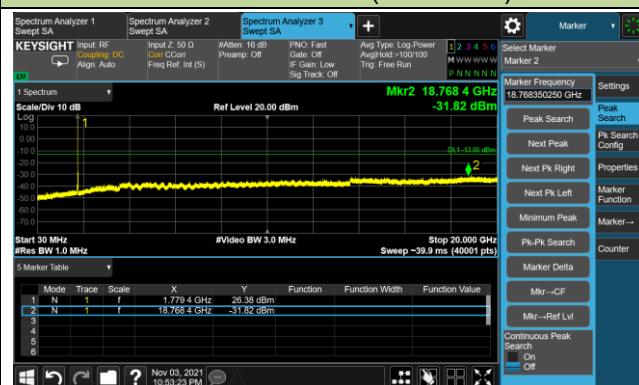 Spectrum Analyzer 1
Swept SA
Spectrum Analyzer 2
Swept SA
Spectrum Analyzer 3
Swept SA
Marker
KEYSIGHT
Input: RF
Coupling: DC
Align: Auto
Input Z: 50 Ω
Corr CCorr
Freq Ref: Int (S)
#Atten: 16 dB
Preamp: Off
PNO: Fast
Gate: Off
IF Gain: Low
Sig Track: Off
Avg Type: Log-Power
Avg|Hold:>100/100
Trig: Free Run
1 2 3 4 5 6
M W W W W W
P N N N N N
LV
Select Marker
Marker 2
Marker Frequency
18.768350250 GHz
Settings
Peak Search
Peak Search
Next Peak
Pk Search Config
Next Pk Right
Properties
Next Pk Left
Marker Function
Minimum Peak
Marker→
Pk-Pk Search
Counter
Marker Delta
Mkr→CF
Mkr→Ref Lvl
Continuous Peak Search
On
Off
1 Spectrum
Mkr2 18.768 4 GHz
Scale/Div 10 dB
Ref Level 20.00 dBm
-31.82 dBm
Log
1
10.0
0.00
-10.0
DL1 -13.00 dBm
-20.0
2
-30.0
-40.0
-50.0
-60.0
-70.0
Start 30 MHz
#Video BW 3.0 MHz
Stop 20.000 GHz
#Res BW 1.0 MHz
Sweep ~39.9 ms (40001 pts)
5 Marker Table
Mode Trace Scale X Y Function Function Width Function Value
1 N 1 f 1.779 4 GHz 26.38 dBm
2 N 1 f 18.768 4 GHz -31.82 dBm
3
4
5
6
?
Nov 03, 2021
10:53:23 PM